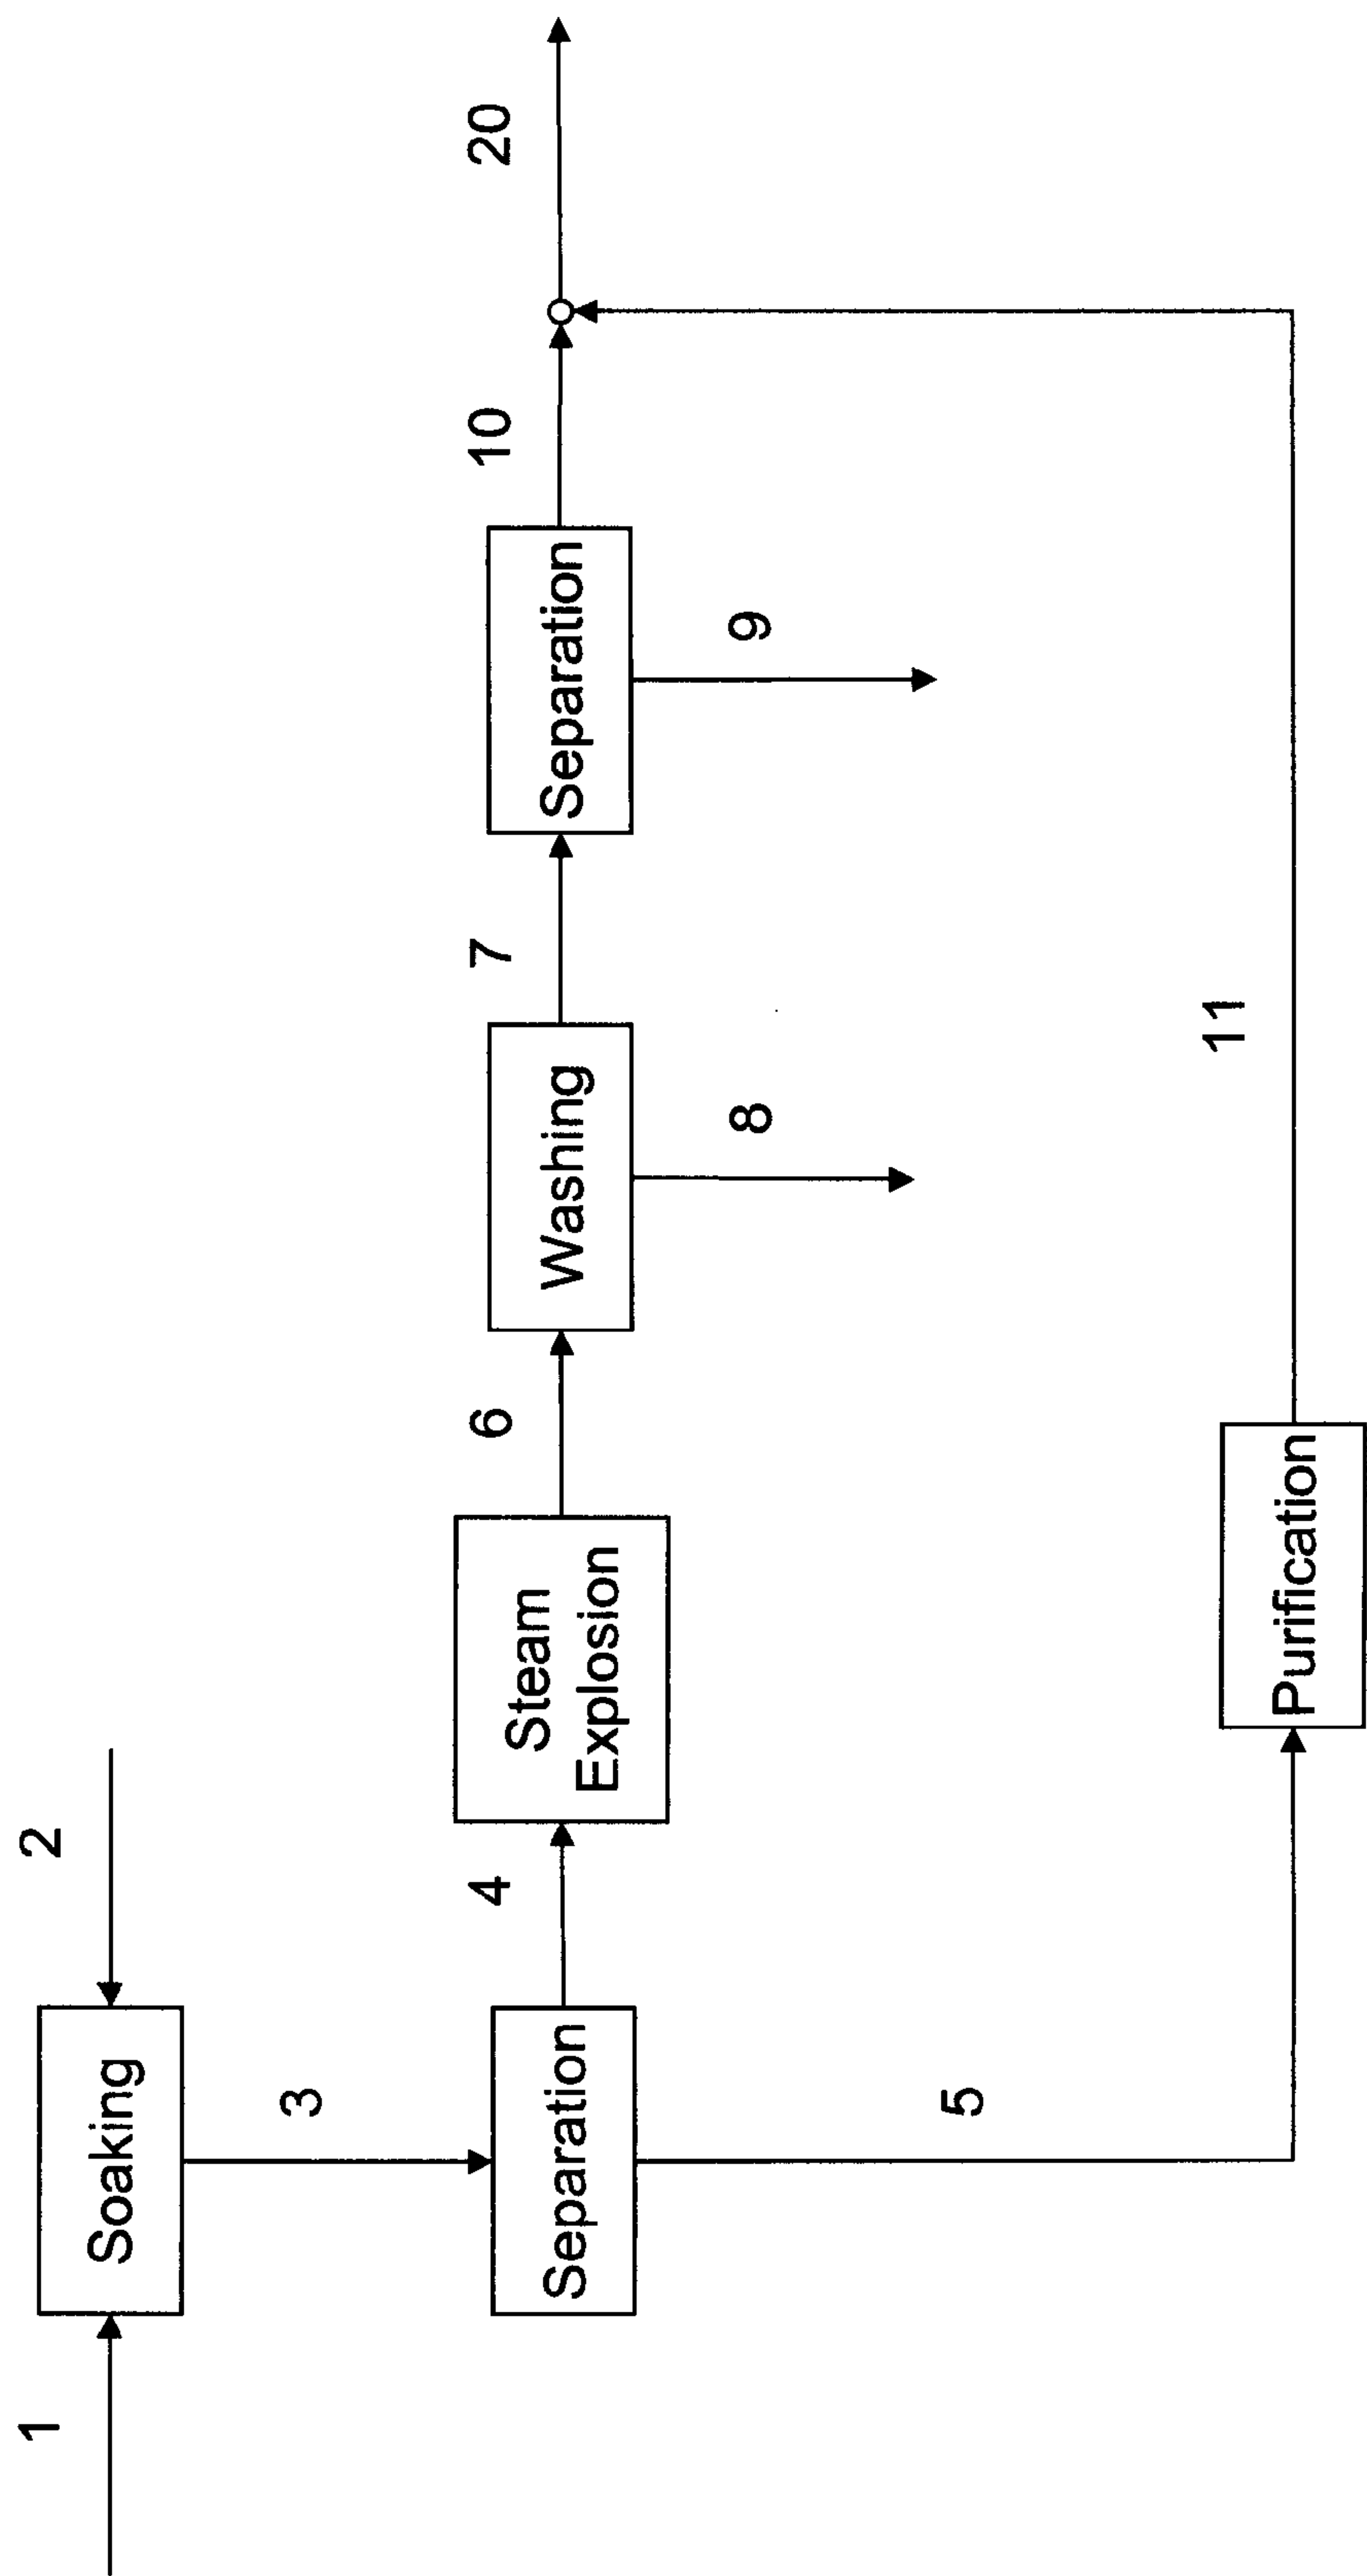 1
Soaking
2
3
Separation
4
Steam
Explosion
6
Washing
7
Separation
10
20
8
9
5
Purification
11